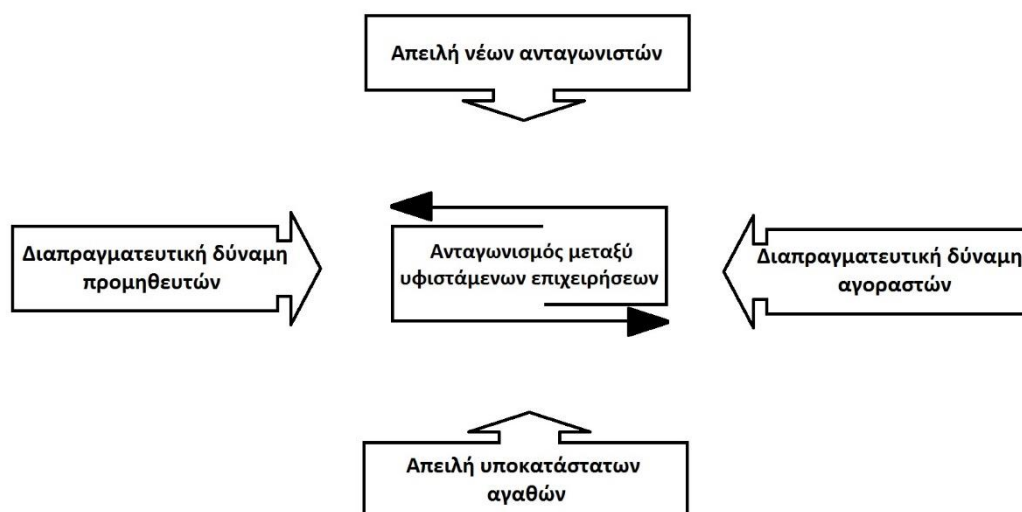 Απειλή νέων ανταγωνιστών
Διαπραγματευτική δύναμη
προμηθευτών
Ανταγωνισμός μεταξύ
υφιστάμενων επιχειρήσεων
Διαπραγματευτική δύναμη
αγοραστών
Απειλή υποκατάστατων
αγαθών